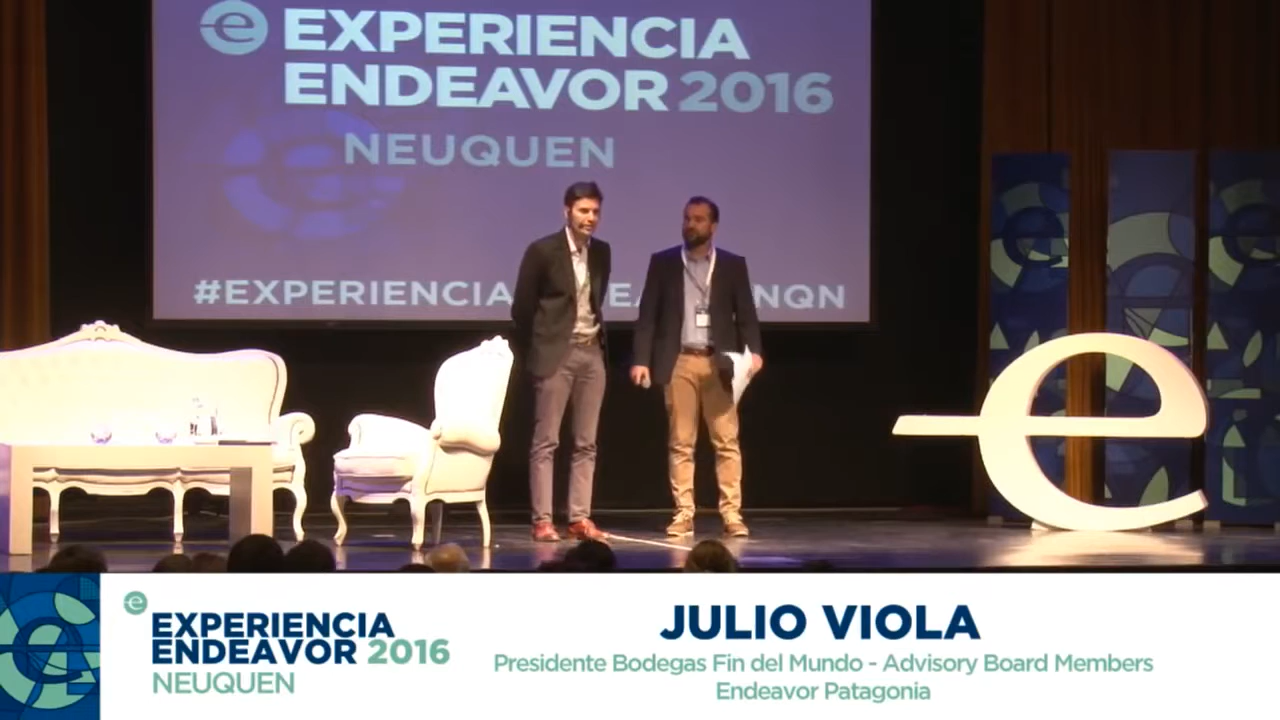 EXPERIENCIA
ENDEAVOR 2016
NEUQUEN
#EXPERIENCIA
NQN
EXPERIENCIA
ENDEAVOR 2016
NEUQUEN
JULIO VIOLA
Presidente Bodegas Fin del Mundo - Advisory Board Members
Endeavor Patagonia